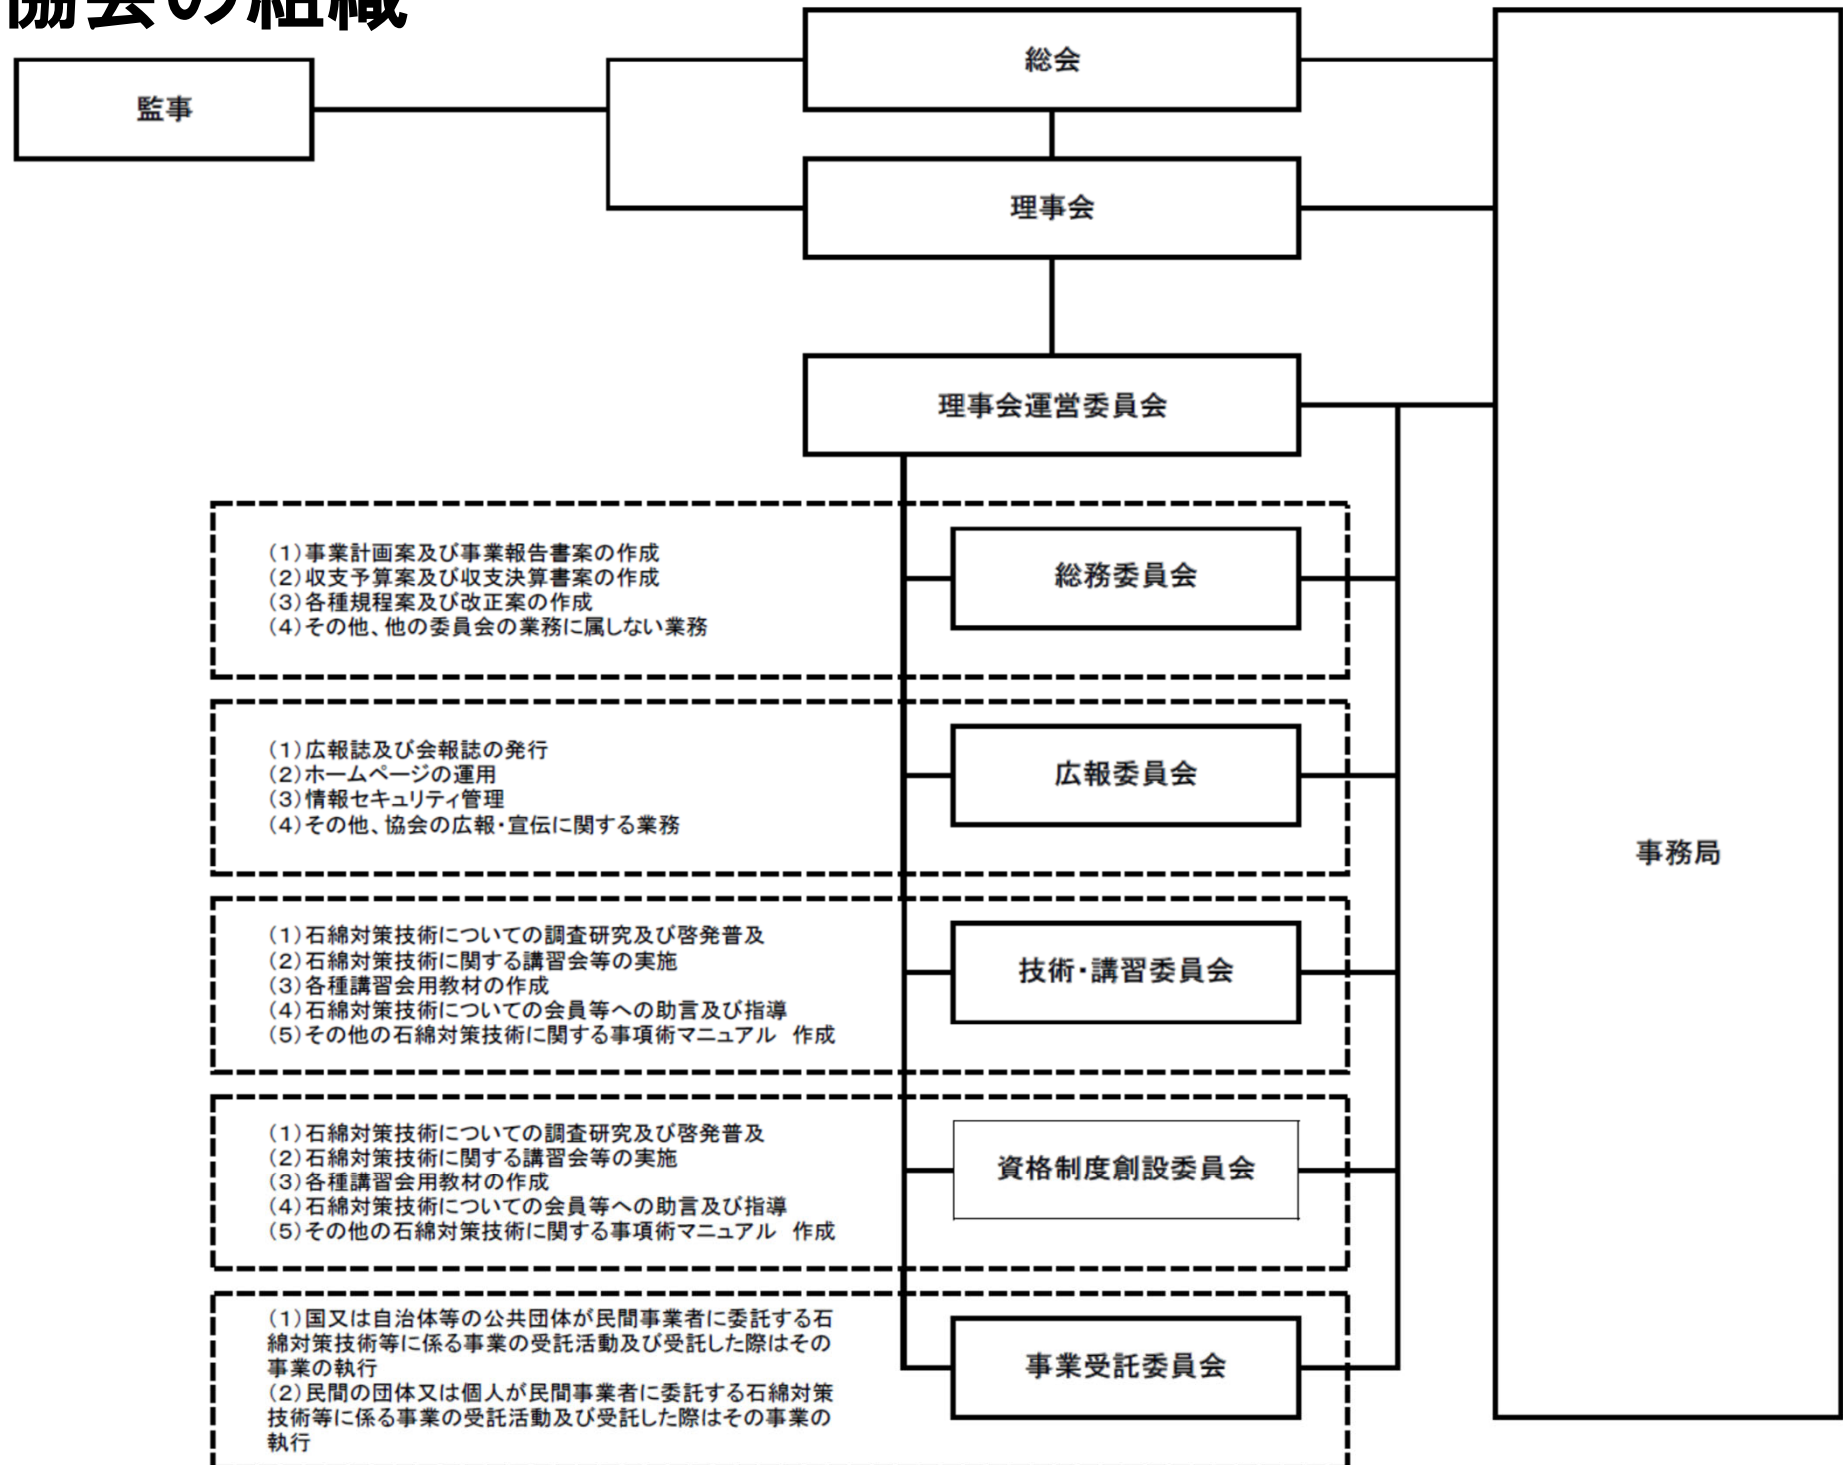 協会の組織
総会
監事
理事会
理事会運営委員会
(1)事業計画案及び事業報告書案の作成
(2)収支予算案及び収支決算書案の作成
(3)各種規程案及び改正案の作成
(4)その他、他の委員会の業務に属しない業務
総務委員会
(1)広報誌及び会報誌の発行
(2)ホームページの運用
(3)情報セキュリティ管理
(4)その他、協会の広報・宣伝に関する業務
広報委員会
事務局
(1)石綿対策技術についての調査研究及び啓発普及
(2)石綿対策技術に関する講習会等の実施
(3)各種講習会用教材の作成
(4)石綿対策技術についての会員等への助言及び指導
(5)その他の石綿対策技術に関する事項術マニュアル 作成
技術・講習委員会
(1)石綿対策技術についての調査研究及び啓発普及
(2)石綿対策技術に関する講習会等の実施
(3)各種講習会用教材の作成
(4)石綿対策技術についての会員等への助言及び指導
(5)その他の石綿対策技術に関する事項術マニュアル 作成
資格制度創設委員会
(1)国又は自治体等の公共団体が民間事業者に委託する石
綿対策技術等に係る事業の受託活動及び受託した際はその
事業の執行
(2)民間の団体又は個人が民間事業者に委託する石綿対策
技術等に係る事業の受託活動及び受託した際はその事業の
執行
事業受託委員会